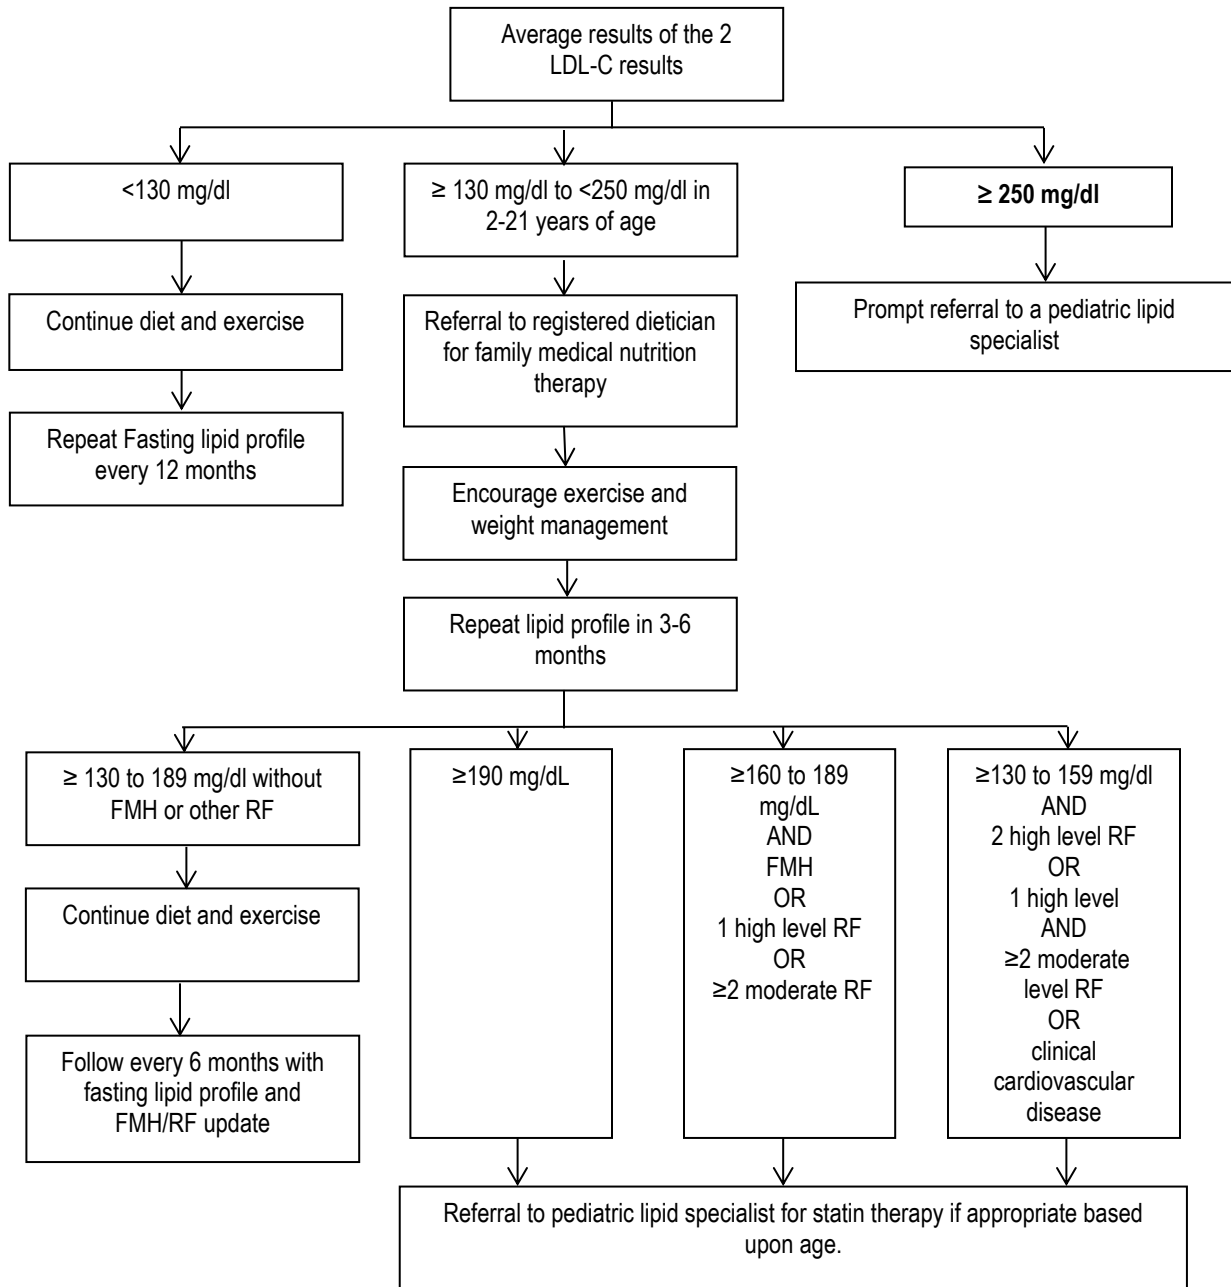 Average results of the 2
LDL-C results
<130 mg/dl
≥ 130 mg/dl to <250 mg/dl in
2-21 years of age
≥ 250 mg/dl
Continue diet and exercise
Referral to registered dietician
for family medical nutrition
therapy
Prompt referral to a pediatric lipid
specialist
Repeat Fasting lipid profile
every 12 months
Encourage exercise and
weight management
Repeat lipid profile in 3-6
months
≥ 130 to 189 mg/dl without
FMH or other RF
Continue diet and exercise
Follow every 6 months with
fasting lipid profile and
FMH/RF update
≥190 mg/dL
≥160 to 189
mg/dL
AND
FMH
OR
1 high level RF
OR
≥2 moderate RF
≥130 to 159 mg/dl
AND
2 high level RF
OR
1 high level
AND
≥2 moderate
level RF
OR
clinical
cardiovascular
disease
Referral to pediatric lipid specialist for statin therapy if appropriate based
upon age.